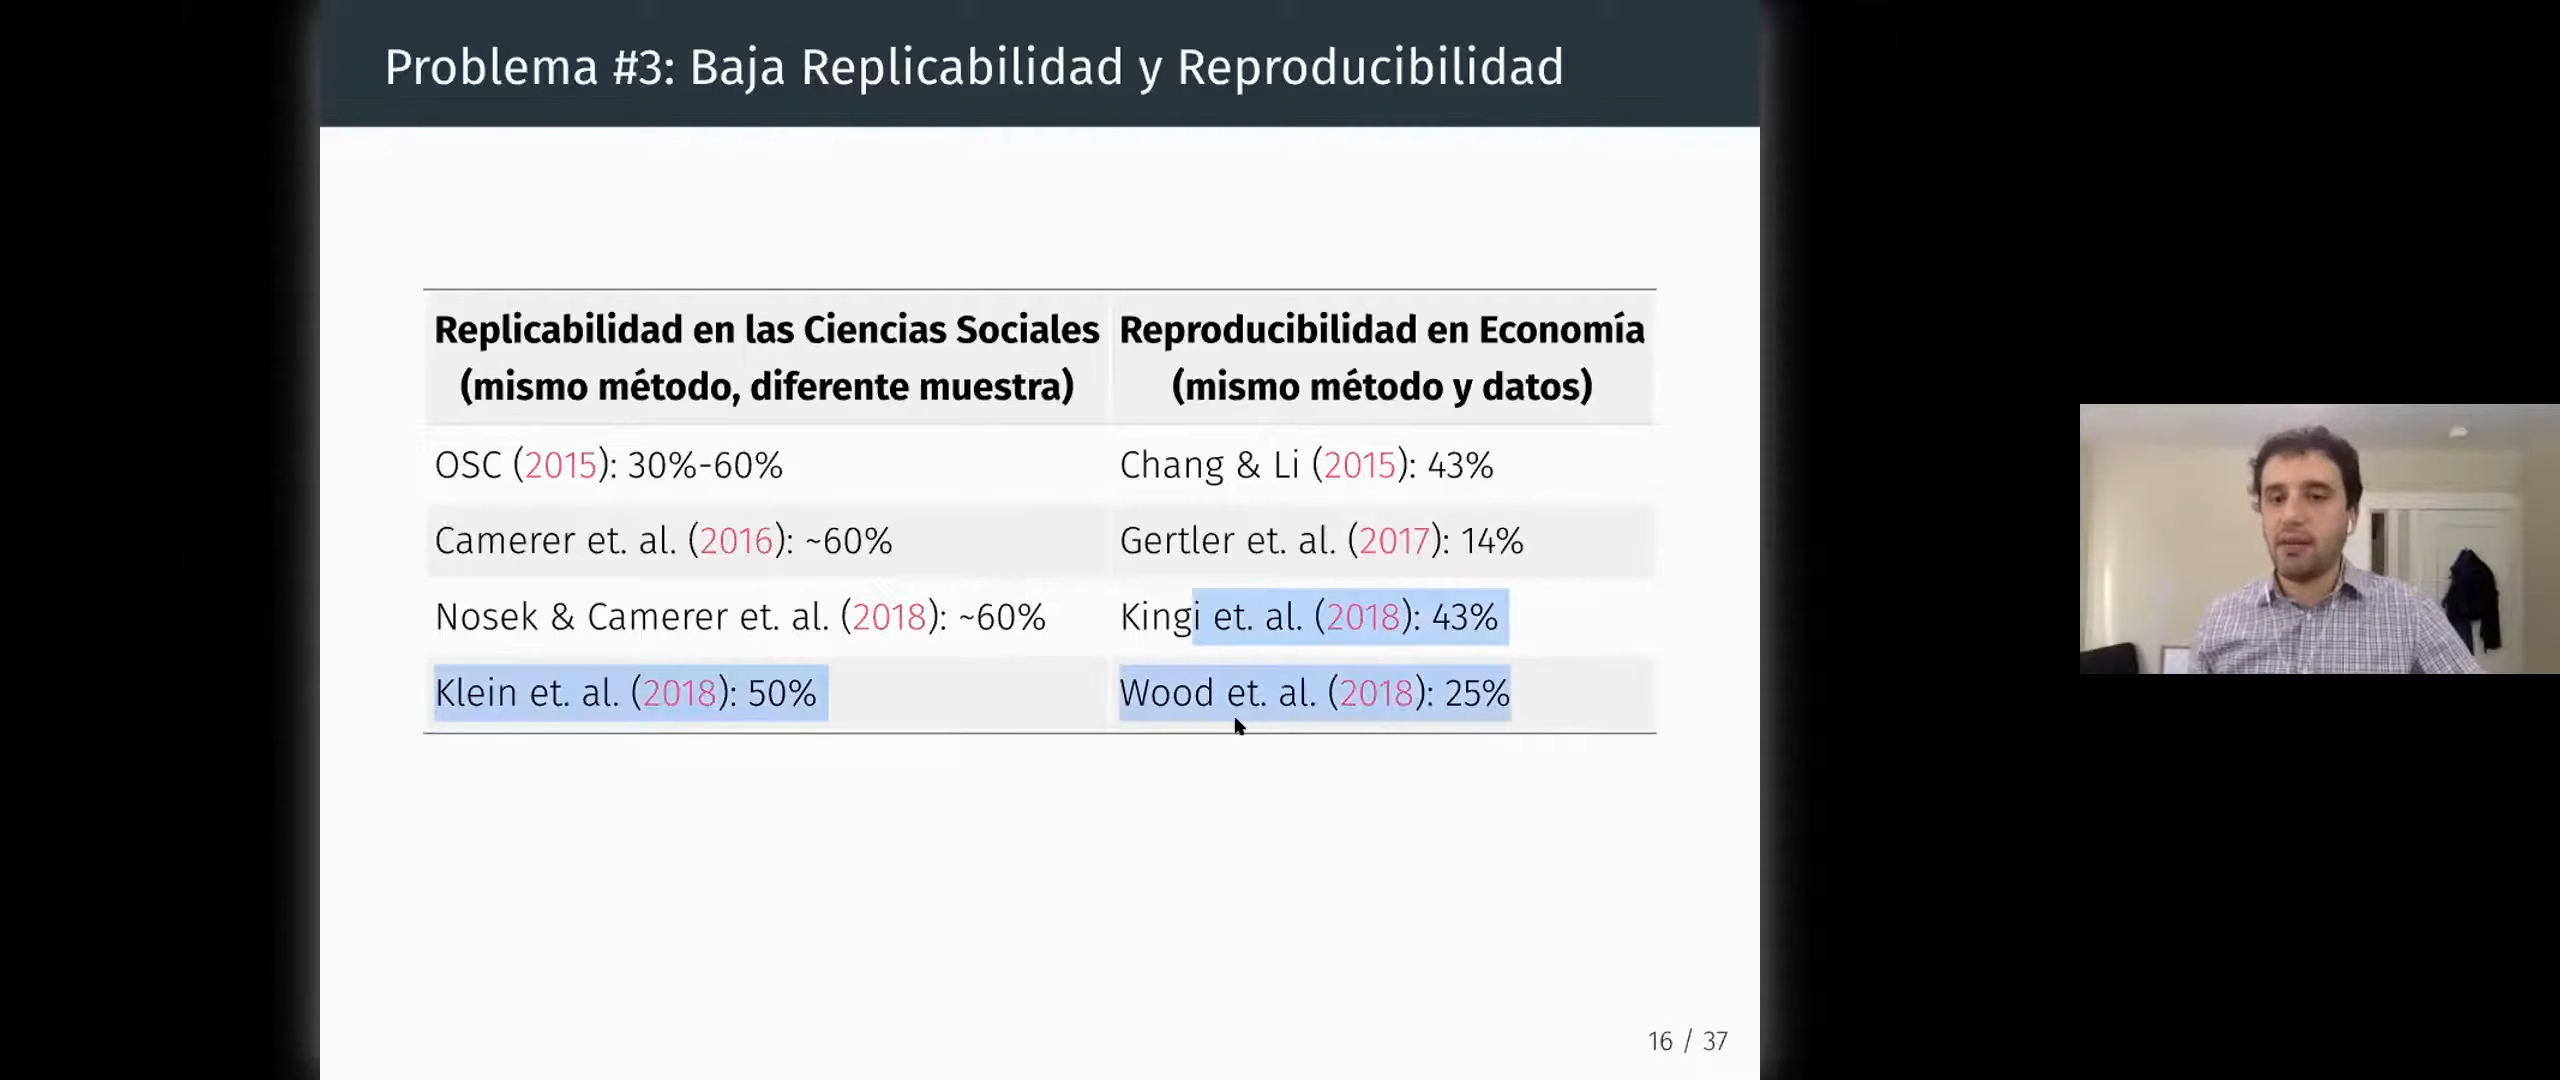 Problema #3: Baja Replicabilidad y Reproducibilidad
Replicabilidad en las Ciencias Sociales
(mismo método, diferente muestra)
Reproducibilidad en Economía
(mismo método y datos)
OSC (2015): 30%-60%
Chang & Li (2015): 43%
Camerer et. al. (2016): ~60%
Gertler et. al. (2017): 14%
Nosek & Camerer et. al. (2018): ~60%
Kingi et. al. (2018): 43%
Klein et. al. (2018): 50%
Wood et. al. (2018): 25%
16 / 37